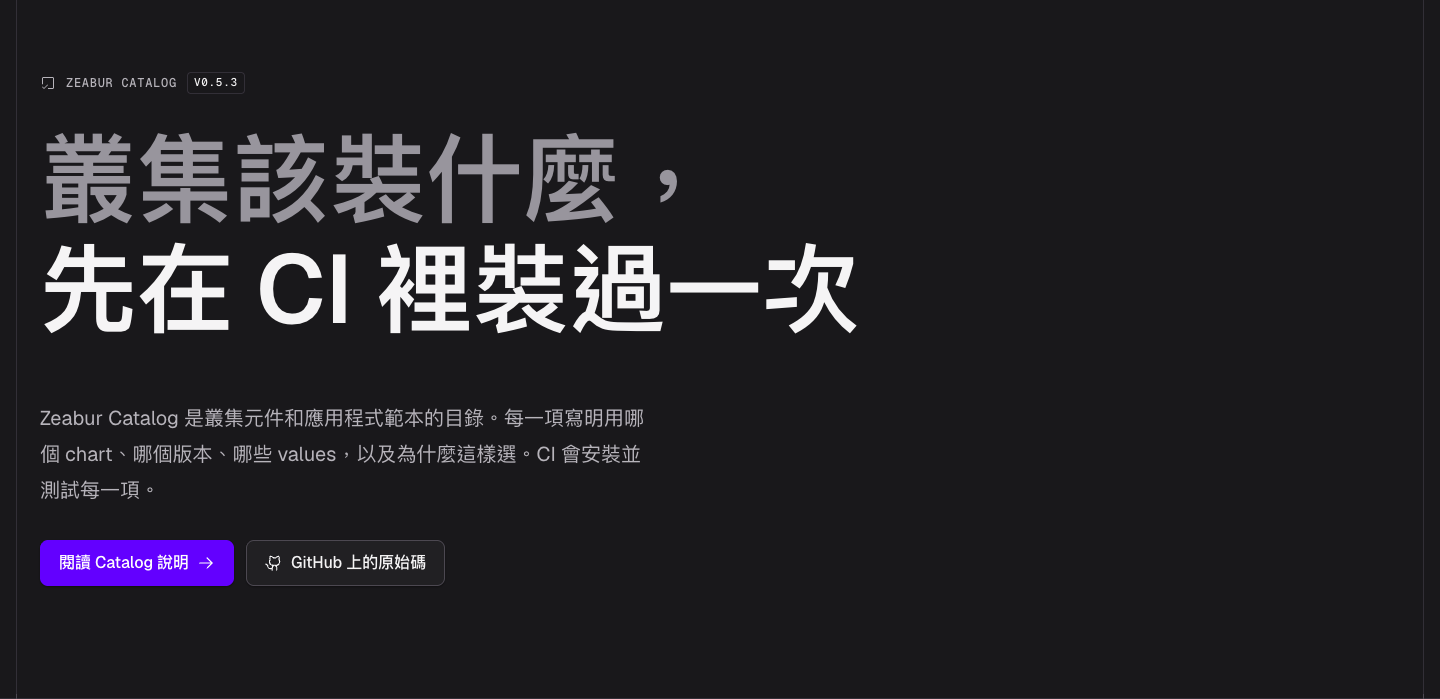 ZEABUR CATALOG V0.5.3
叢集該裝什麼，
先在 CI 裡裝過一次
Zeabur Catalog 是叢集元件和應用程式範本的目錄。每一項寫明用哪
個 chart、哪個版本、哪些 values，以及為什麼這樣選。CI 會安裝並
測試每一項。
閱讀 Catalog 說明 →
GitHub 上的原始碼